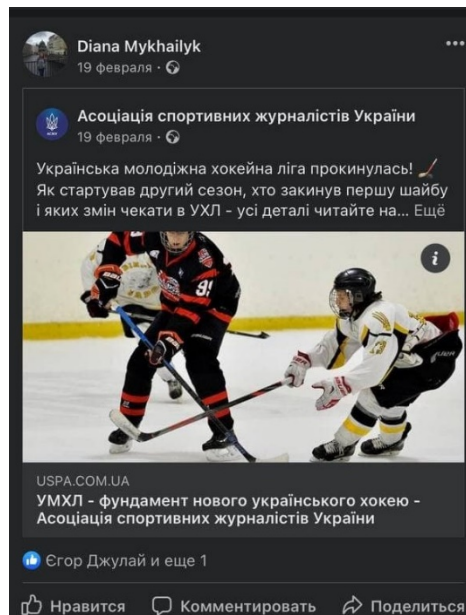 Diana Mykhailyk
19 февраля ·
Асоціація спортивних журналістів України
19 февраля ·
Українська молодіжна хокейна ліга прокинулась!
Як стартував другий сезон, хто закинув першу шайбу
і яких змін чекати в УХЛ - усі деталі читайте на... Ещё
USPA.COM.UA
УМХЛ - фундамент нового українського хокею -
Асоціація спортивних журналістів України
Єгор Джулай и еще 1
Нравится Комментировать Поделиться